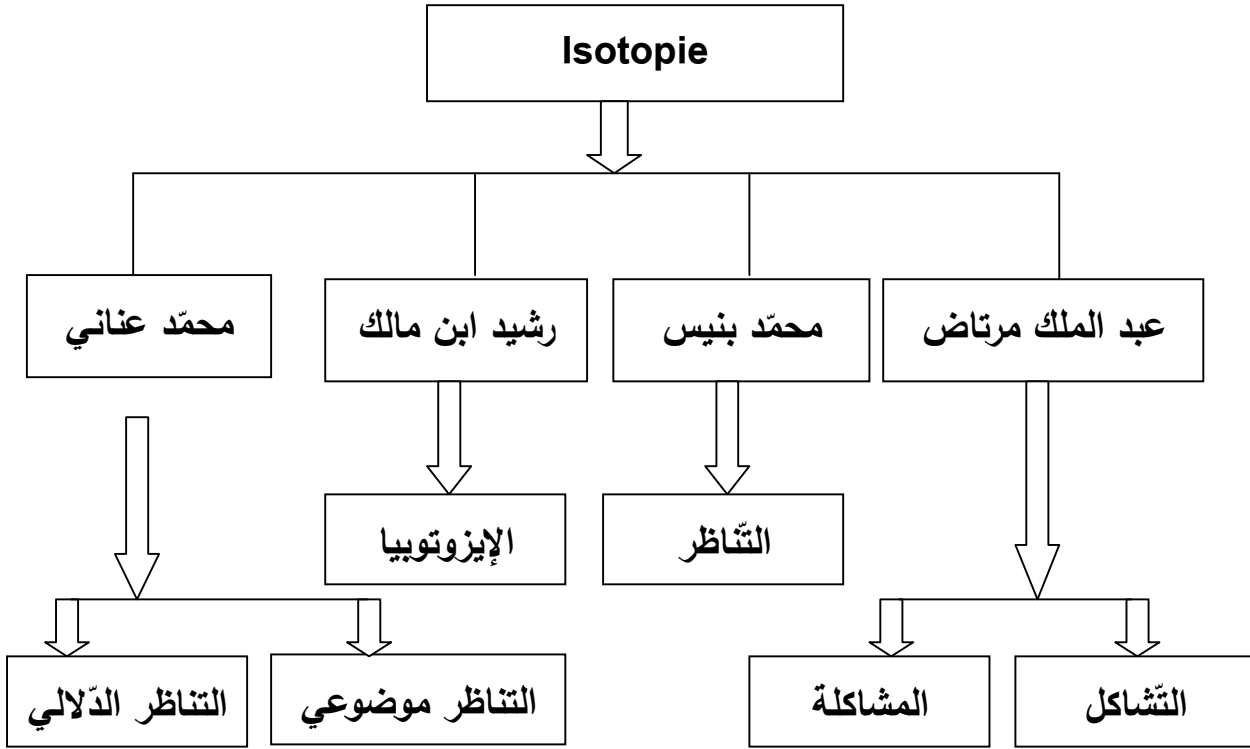 Isotopie
عبد الملك مرتاض
محمّد بنيس
رشيد ابن مالك
محمّد عناني
التّناظر
الإيزوتوبيا
التّشاكل
المشاكلة
التناظر موضوعي
التناظر الدّلالي